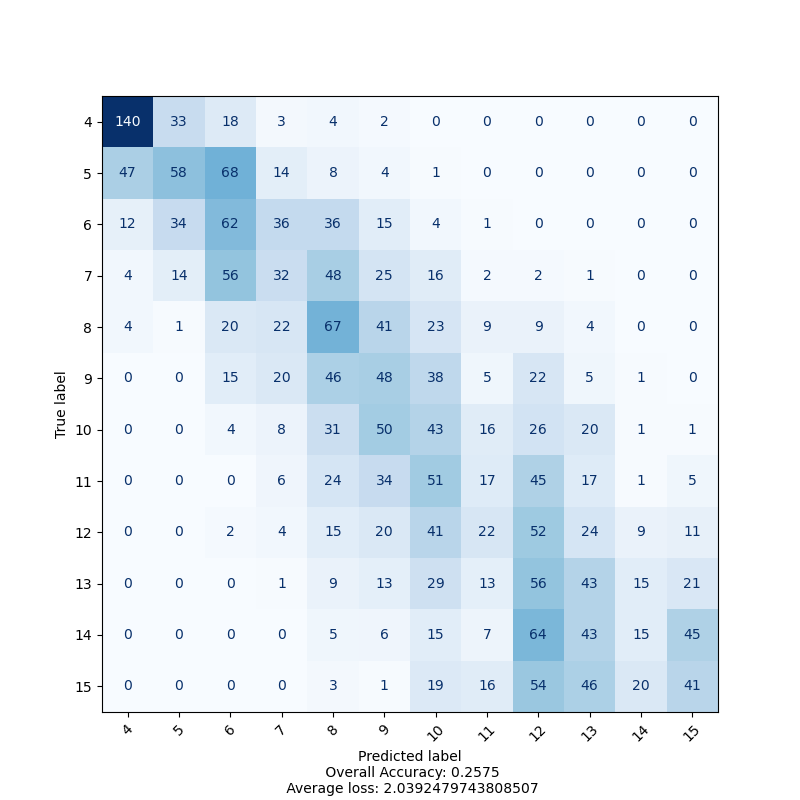 4 140 33 18 3 4 2 0 0 0 0 0 0
5 47 58 68 14 8 4 1 0 0 0 0 0
6 12 34 62 36 36 15 4 1 0 0 0 0
7 4 14 56 32 48 25 16 2 2 1 0 0
8 4 1 20 22 67 41 23 9 9 4 0 0
9 0 0 15 20 46 48 38 5 22 5 1 0
10 0 0 4 8 31 50 43 16 26 20 1 1
11 0 0 0 6 24 34 51 17 45 17 1 5
12 0 0 2 4 15 20 41 22 52 24 9 11
13 0 0 0 1 9 13 29 13 56 43 15 21
14 0 0 0 0 5 6 15 7 64 43 15 45
15 0 0 0 0 3 1 19 16 54 46 20 41
True label
4 5 6 7 8 9 10 11 12 13 14 15
Predicted label
Overall Accuracy: 0.2575
Average loss: 2.0392479743808507